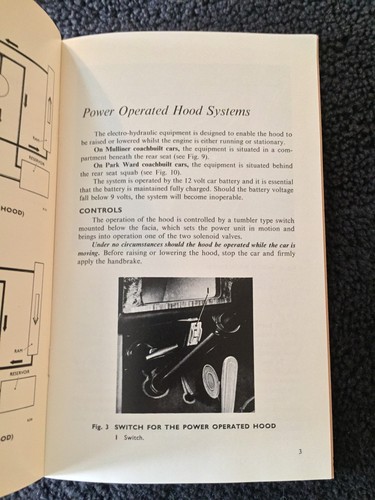 Power Operated Hood Systems
The electro-hydraulic equipment is designed to enable the hood to
be raised or lowered whilst the engine is either running or stationary.
On Mulliner coachbuilt cars, the equipment is situated in a com-
partment beneath the rear seat (see Fig. 9).
On Park Ward coachbuilt cars, the equipment is situated behind
the rear seat squab (see Fig. 10).
The system is operated by the 12 volt car battery and it is essential
that the battery is maintained fully charged. Should the battery voltage
fall below 9 volts, the system will become inoperable.
CONTROLS
The operation of the hood is controlled by a tumbler type switch
mounted below the facia, which sets the power unit in motion and
brings into operation one of the two solenoid valves.
Under no circumstances should the hood be operated while the car is
moving. Before raising or lowering the hood, stop the car and firmly
apply the handbrake.
Fig. 3 SWITCH FOR THE POWER OPERATED HOOD
1 Switch.
3
RAM
RESERVOIR
HOOD)
RAM
RESERVOIR
OOD)